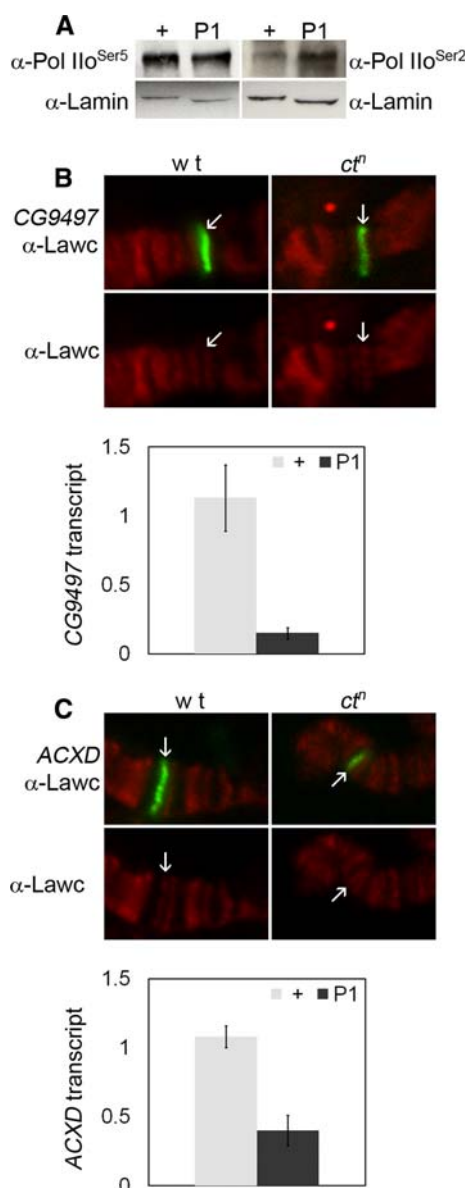 A
+ P1 + P1
α-Pol IIo^Ser5 α-Pol IIo^Ser2
α-Lamin α-Lamin
B
w t ct^n
CG9497
α-Lawc
α-Lawc
1.5
+ P1
1
0.5
0
CG9497 transcript
C
w t ct^n
ACXD
α-Lawc
α-Lawc
1.5
+ P1
1
0.5
0
ACXD transcript